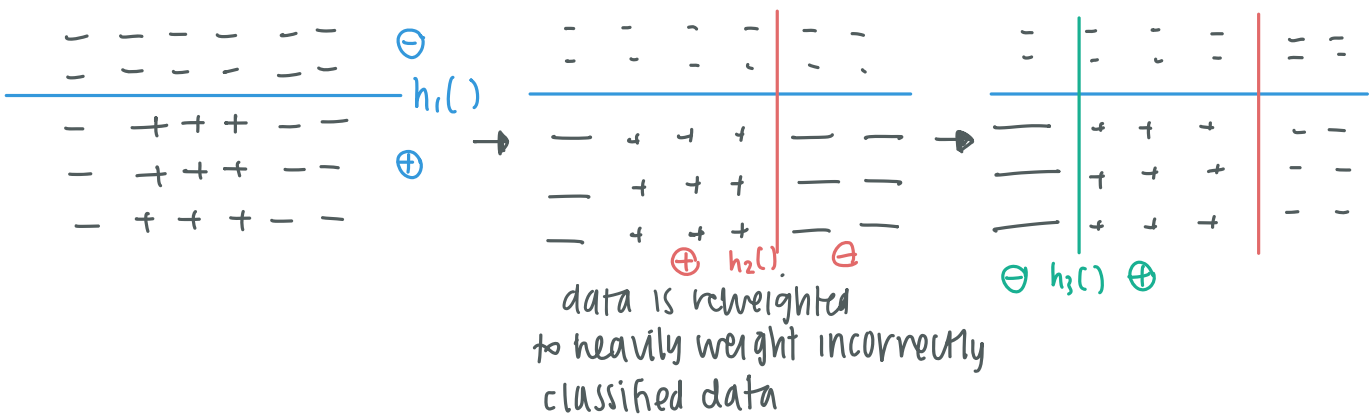 h₁()
h₂()
h₃()
data is reweighted
to heavily weight incorrectly
classified data